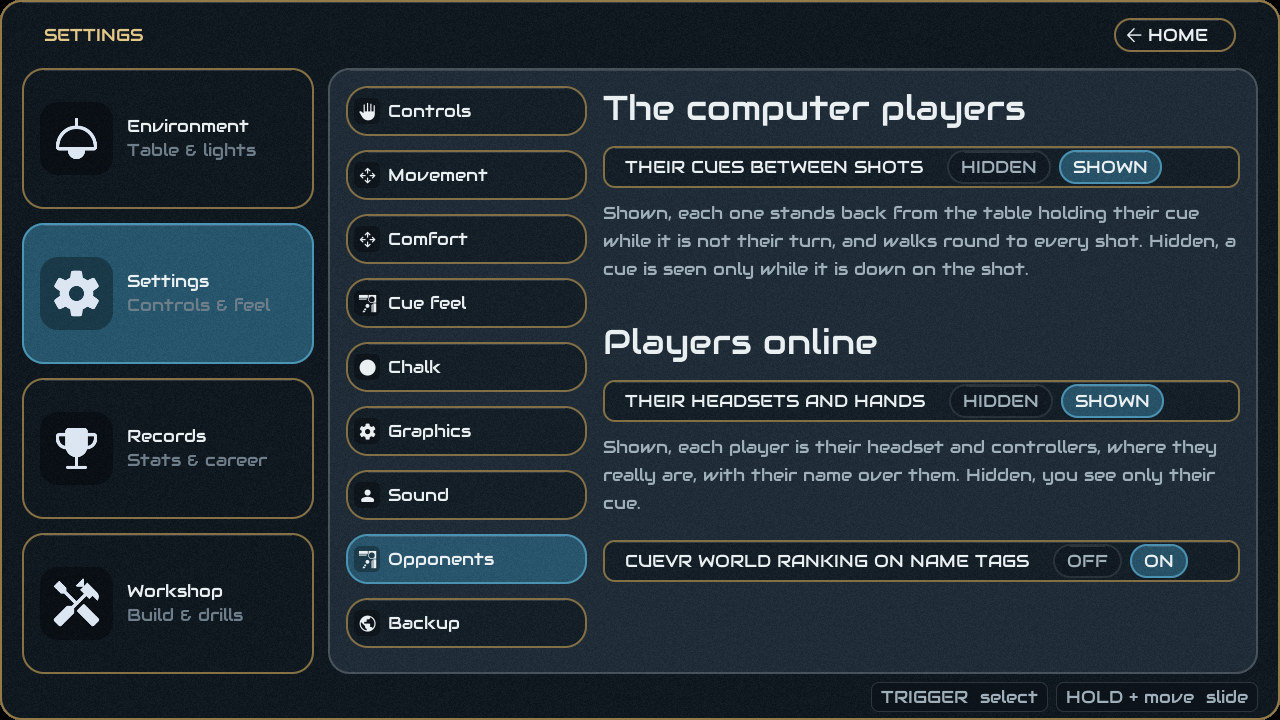 SETTINGS
← HOME
Environment
Table & lights
Settings
Controls & feel
Records
Stats & career
Workshop
Build & drills
Controls
Movement
Comfort
Cue feel
Chalk
Graphics
Sound
Opponents
Backup
The computer players
THEIR CUES BETWEEN SHOTS HIDDEN SHOWN
Shown, each one stands back from the table holding their cue
while it is not their turn, and walks round to every shot. Hidden, a
cue is seen only while it is down on the shot.
Players online
THEIR HEADSETS AND HANDS HIDDEN SHOWN
Shown, each player is their headset and controllers, where they
really are, with their name over them. Hidden, you see only their
cue.
CUEVR WORLD RANKING ON NAME TAGS OFF ON
TRIGGER select HOLD + move slide